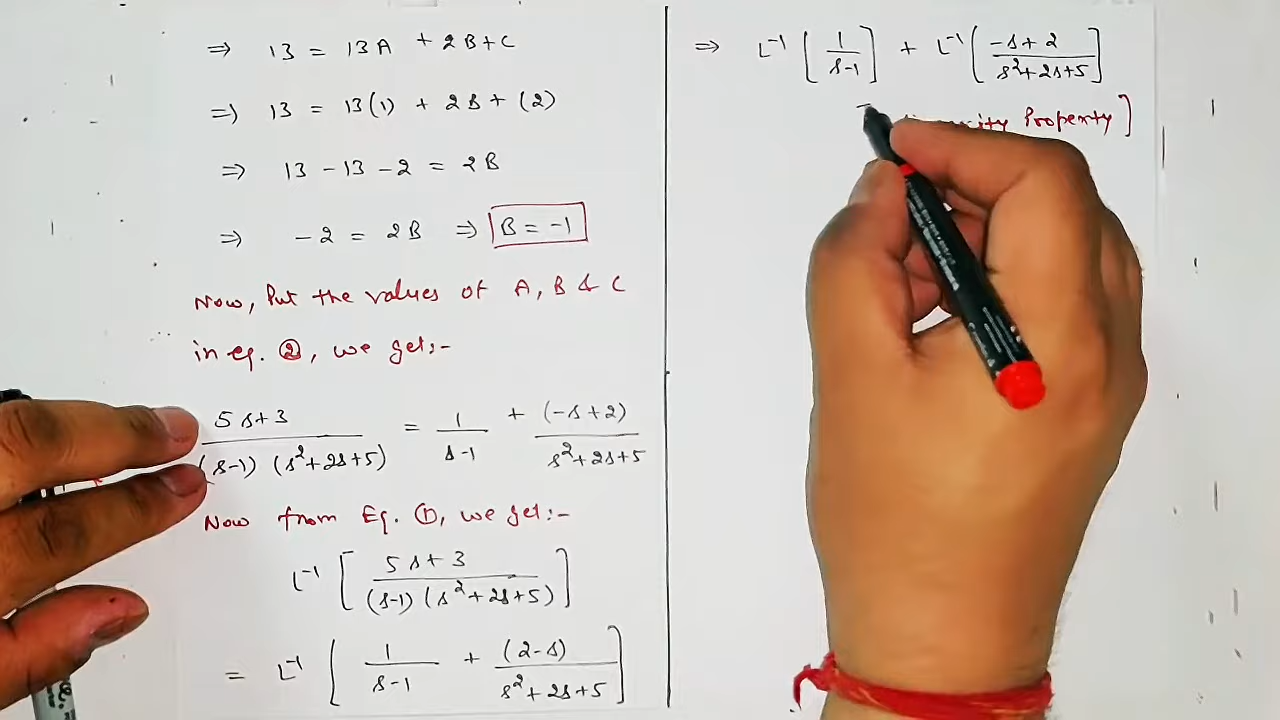 ⇒ 13 = 13A + 2B+C
⇒ 13 = 13(1) + 2B + (2)
⇒ 13 - 13 - 2 = 2B
⇒ -2 = 2B ⇒ B = -1
Now, Put the values of A, B & C
in eq. ②, we get:-
5s+3 / (s-1) (s²+2s+5) = 1 / s-1 + (-s+2) / s²+2s+5
Now from Eq. ①, we get:-
L⁻¹ [ 5s+3 / (s-1) (s²+2s+5) ]
= L⁻¹ [ 1 / s-1 + (2-s) / s²+2s+5 ]
⇒ L⁻¹ [ 1 / s-1 ] + L⁻¹ [ -s+2 / s²+2s+5 ]
Property ]